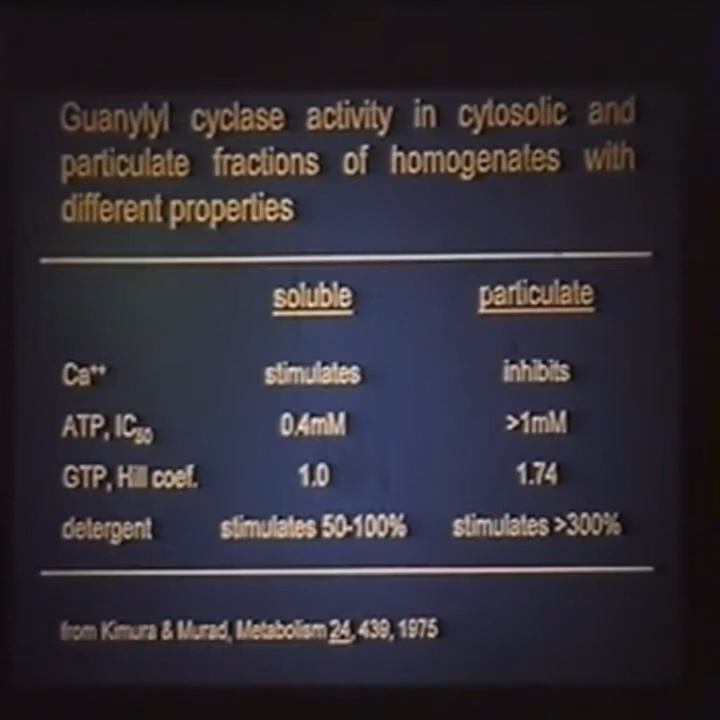 Guanylyl cyclase activity in cytosolic and
particulate fractions of homogenates with
different properties
soluble particulate
Ca⁺⁺ stimulates inhibits
ATP, IC₅₀ 0.4mM >1mM
GTP, Hill coef. 1.0 1.74
detergent stimulates 50-100% stimulates >300%
from Kimura & Murad, Metabolism 24, 439, 1975